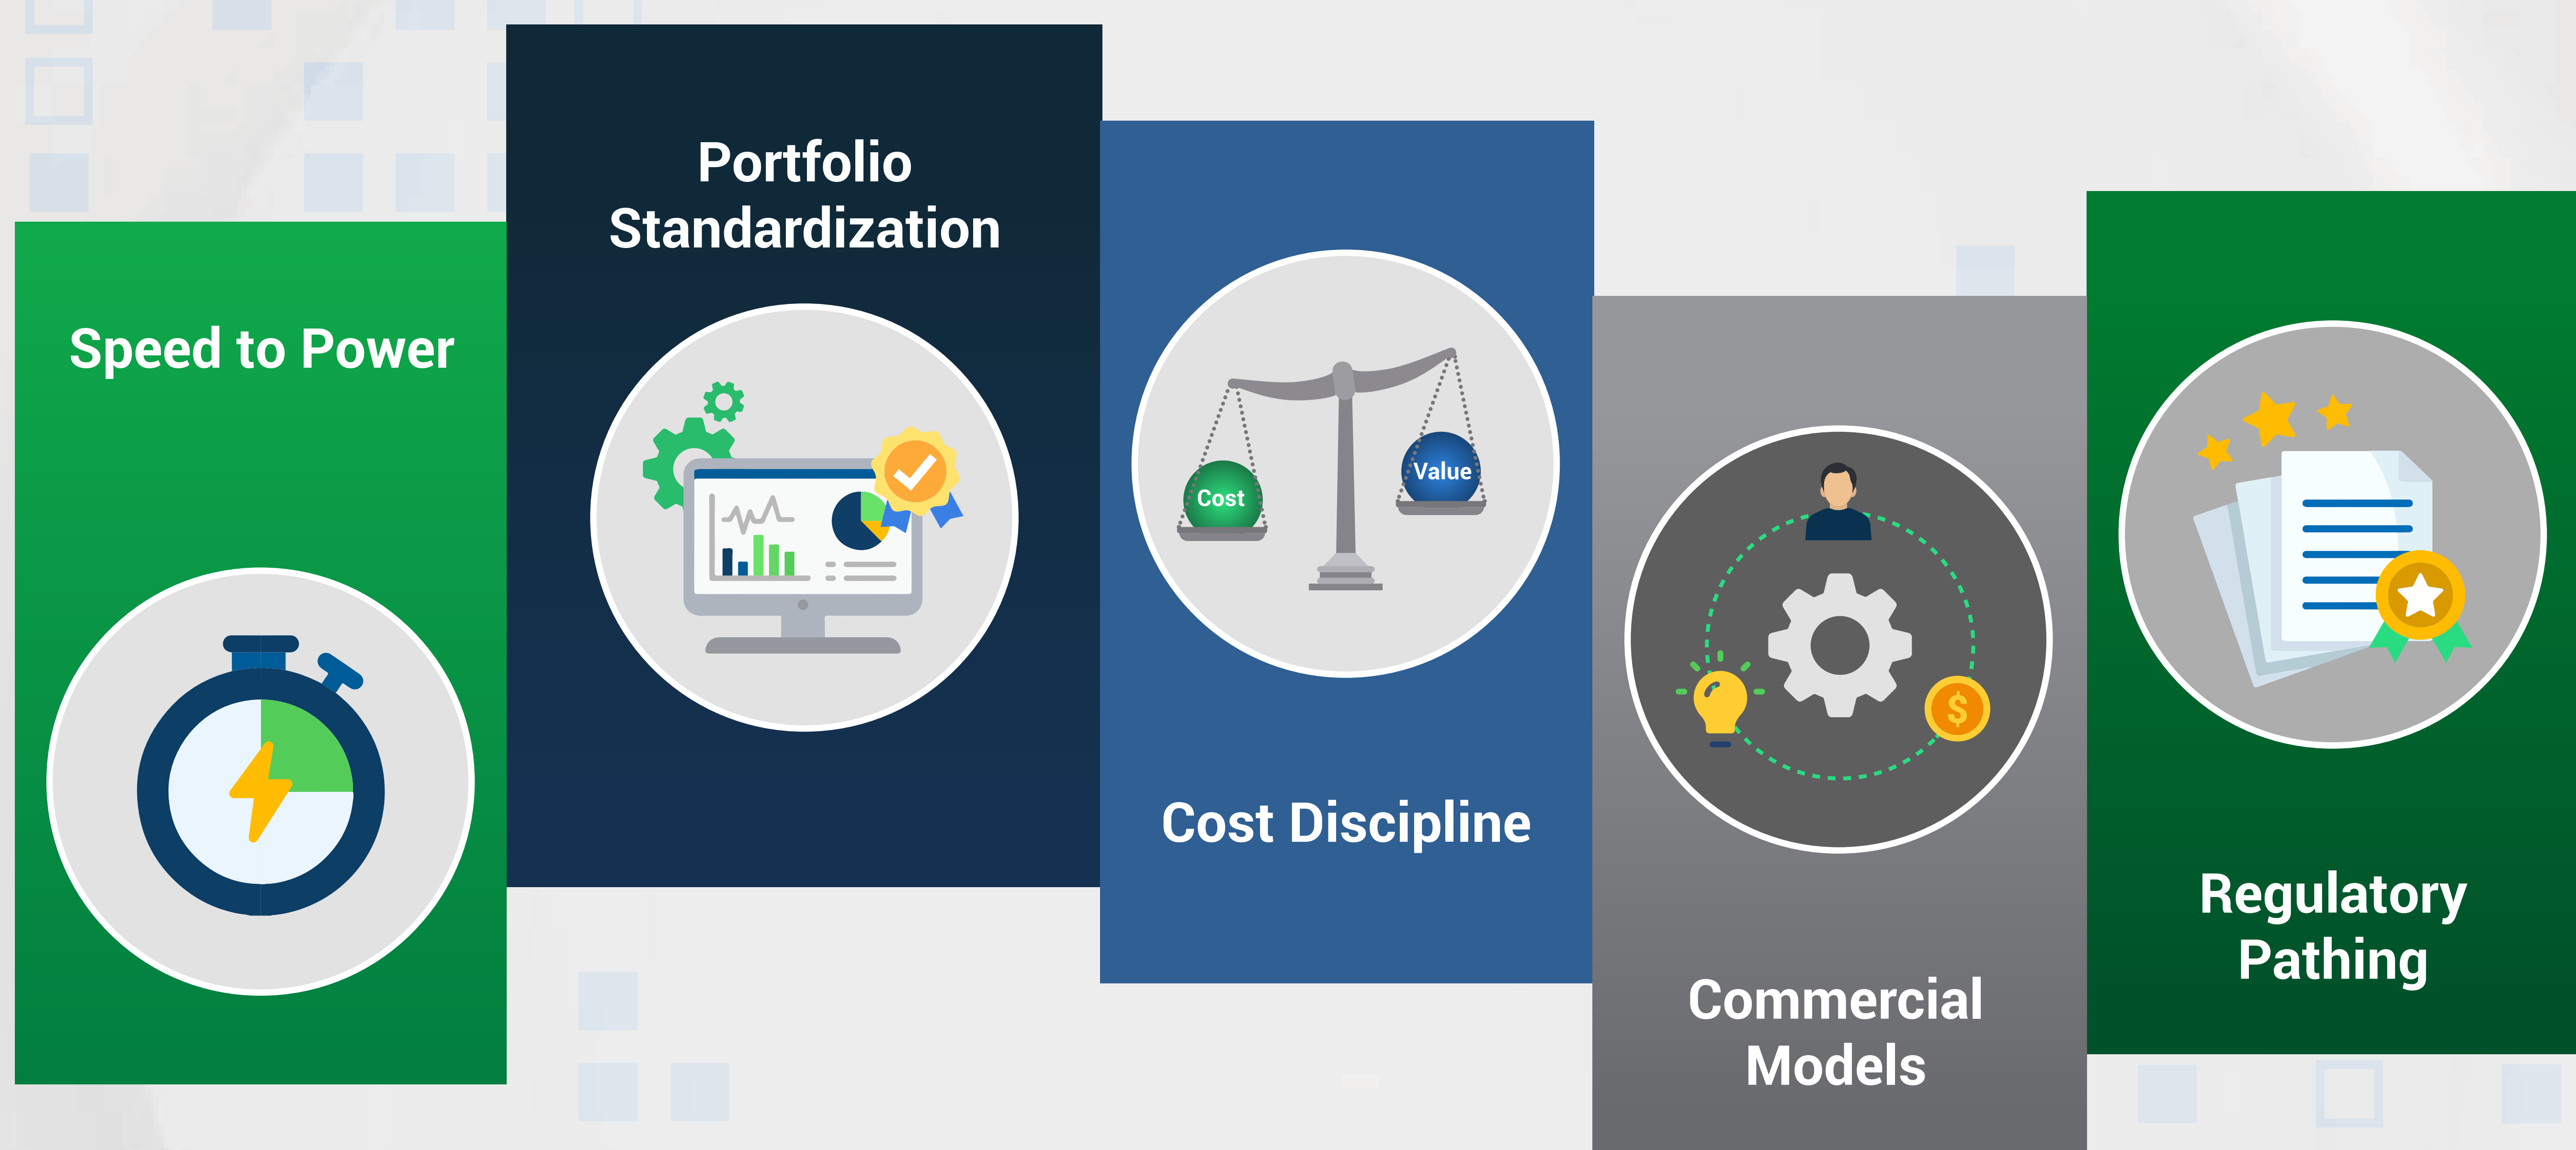 Speed to Power
Portfolio
Standardization
Cost
Value
Cost Discipline
$
Commercial
Models
Regulatory
Pathing